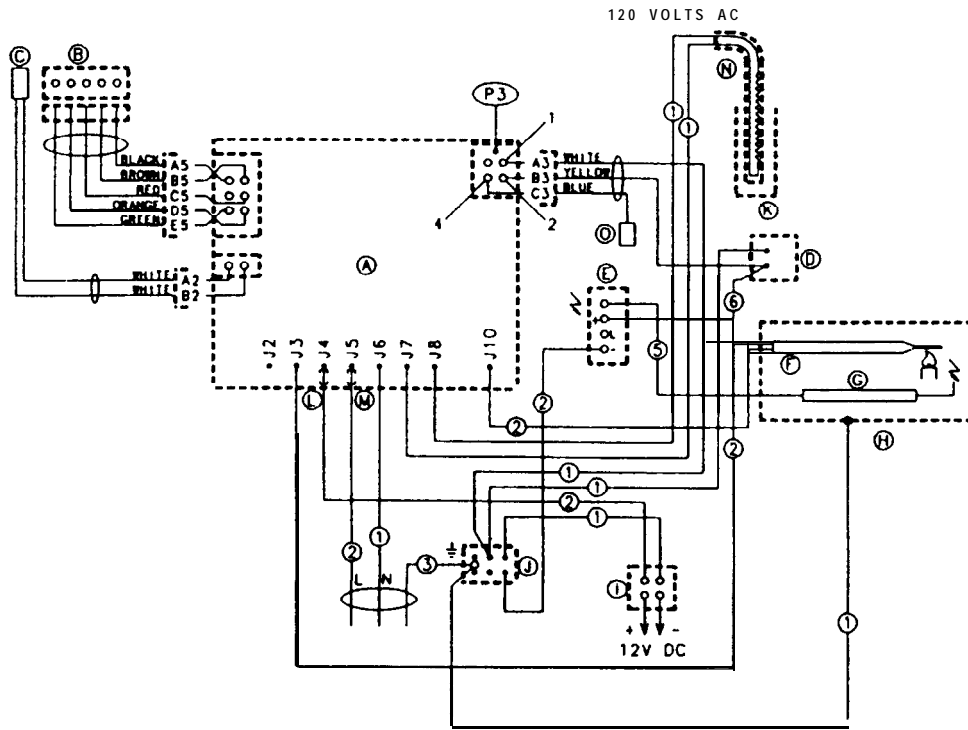 120 VOLTS AC
C
B
N
P3
1
1
1
BLACK
A5
BROWN
B5
RED
C5
ORANGE
D5
GREEN
E5
A3
WHITE
B3
YELLOW
C3
BLUE
4
2
K
O
A
D
E
WHITE
A2
WHITE
B2
6
+
L
-
5
F
G
H
J2
J3
J4
J5
J6
J7
J8
J10
L
M
2
2
2
1
1
2
1
1
2
3
J
L
N
I
1
+
-
12V DC